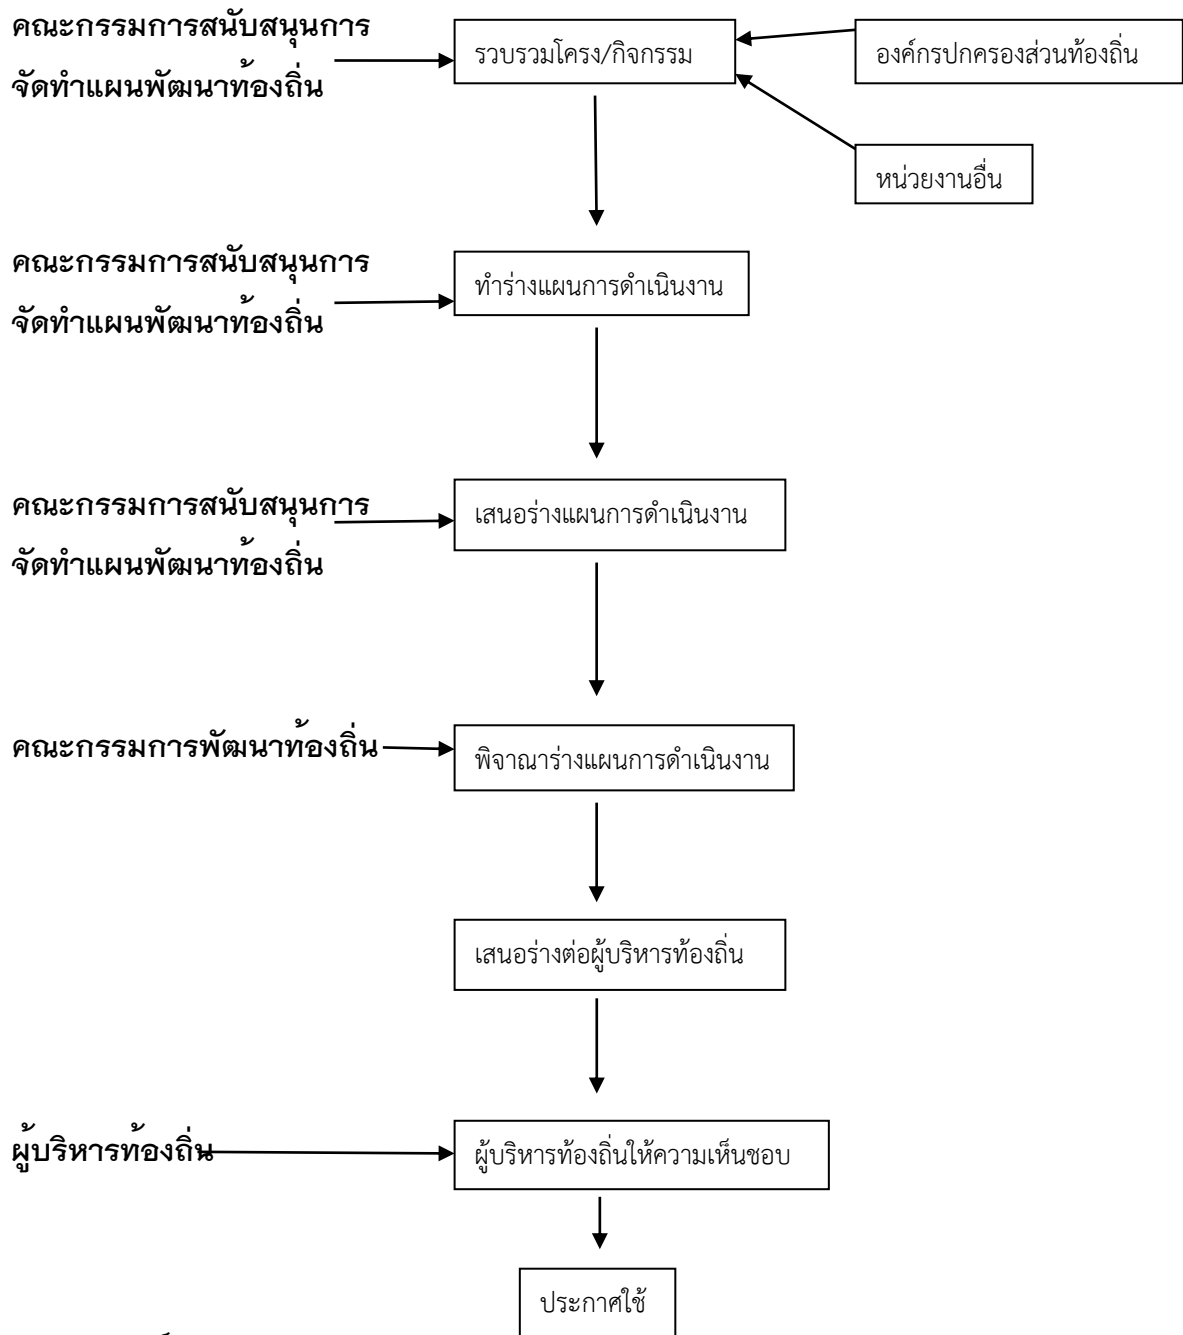 คณะกรรมการสนับสนุนการ
จัดทำแผนพัฒนาท้องถิ่น
รวบรวมโครง/กิจกรรม
องค์กรปกครองส่วนท้องถิ่น
หน่วยงานอื่น
คณะกรรมการสนับสนุนการ
จัดทำแผนพัฒนาท้องถิ่น
ทำร่างแผนการดำเนินงาน
คณะกรรมการสนับสนุนการ
จัดทำแผนพัฒนาท้องถิ่น
เสนอร่างแผนการดำเนินงาน
คณะกรรมการพัฒนาท้องถิ่น
พิจาณาร่างแผนการดำเนินงาน
เสนอร่างต่อผู้บริหารท้องถิ่น
ผู้บริหารท้องถิ่น
ผู้บริหารท้องถิ่นให้ความเห็นชอบ
ประกาศใช้